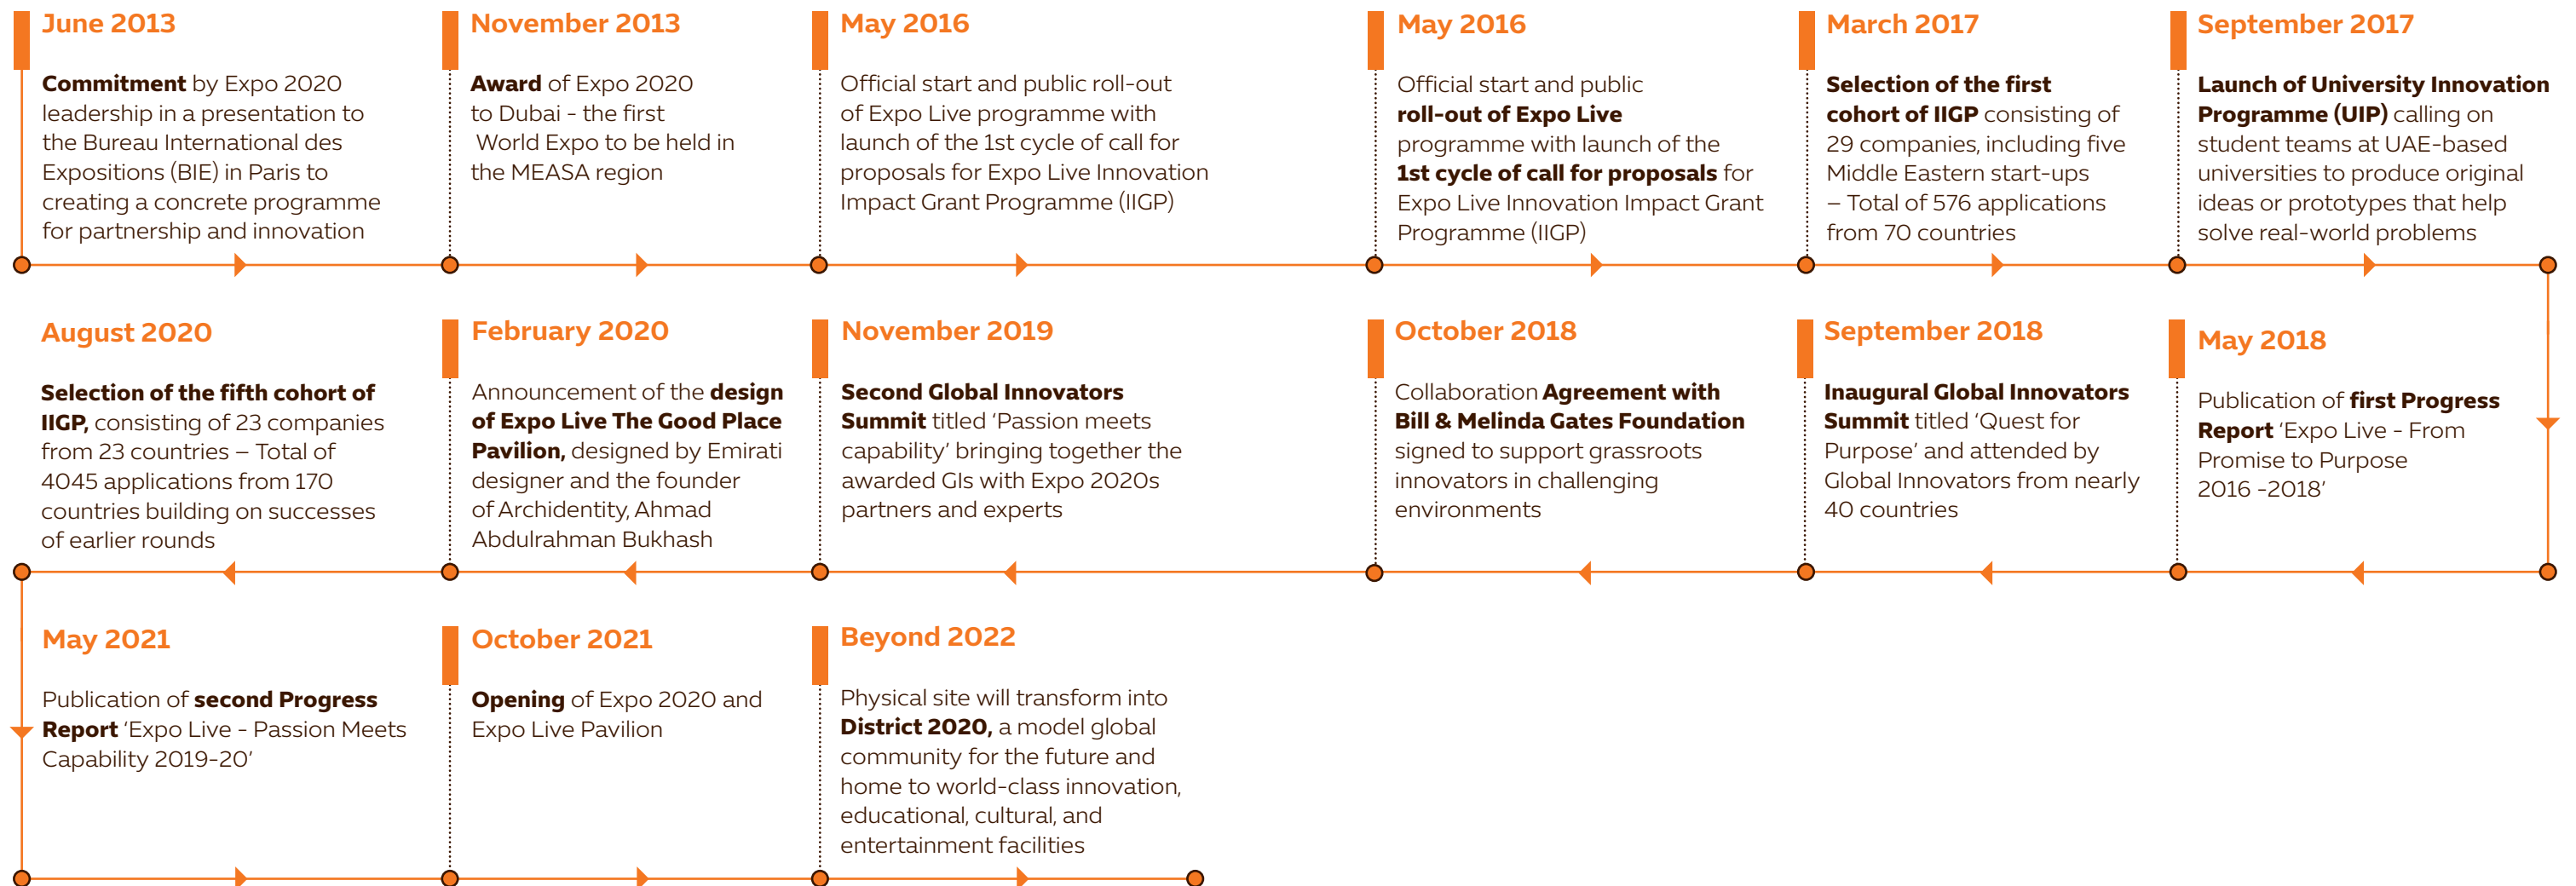 June 2013
Commitment by Expo 2020
leadership in a presentation to
the Bureau International des
Expositions (BIE) in Paris to
creating a concrete programme
for partnership and innovation
November 2013
Award of Expo 2020
to Dubai - the first
World Expo to be held in
the MEASA region
May 2016
Official start and public roll-out
of Expo Live programme with
launch of the 1st cycle of call for
proposals for Expo Live Innovation
Impact Grant Programme (IIGP)
May 2016
Official start and public
roll-out of Expo Live
programme with launch of the
1st cycle of call for proposals for
Expo Live Innovation Impact Grant
Programme (IIGP)
March 2017
Selection of the first
cohort of IIGP consisting of
29 companies, including five
Middle Eastern start-ups
– Total of 576 applications
from 70 countries
September 2017
Launch of University Innovation
Programme (UIP) calling on
student teams at UAE-based
universities to produce original
ideas or prototypes that help
solve real-world problems
May 2018
Publication of first Progress
Report ‘Expo Live - From
Promise to Purpose
2016 -2018’
September 2018
Inaugural Global Innovators
Summit titled ‘Quest for
Purpose’ and attended by
Global Innovators from nearly
40 countries
October 2018
Collaboration Agreement with
Bill & Melinda Gates Foundation
signed to support grassroots
innovators in challenging
environments
November 2019
Second Global Innovators
Summit titled ‘Passion meets
capability’ bringing together the
awarded GIs with Expo 2020s
partners and experts
February 2020
Announcement of the design
of Expo Live The Good Place
Pavilion, designed by Emirati
designer and the founder
of Archidentity, Ahmad
Abdulrahman Bukhash
August 2020
Selection of the fifth cohort of
IIGP, consisting of 23 companies
from 23 countries – Total of
4045 applications from 170
countries building on successes
of earlier rounds
May 2021
Publication of second Progress
Report ‘Expo Live - Passion Meets
Capability 2019-20’
October 2021
Opening of Expo 2020 and
Expo Live Pavilion
Beyond 2022
Physical site will transform into
District 2020, a model global
community for the future and
home to world-class innovation,
educational, cultural, and
entertainment facilities